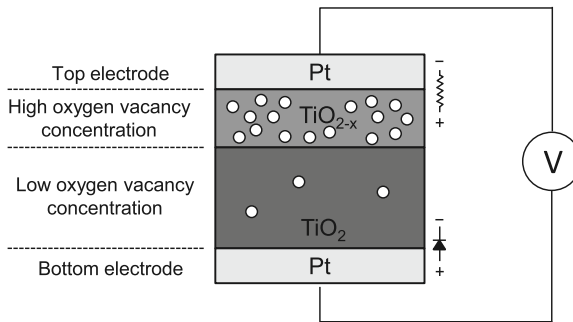 Top electrode
High oxygen vacancy
concentration
Low oxygen vacancy
concentration
Bottom electrode
Pt
TiO2-x
TiO2
Pt
−
+
−
+
V